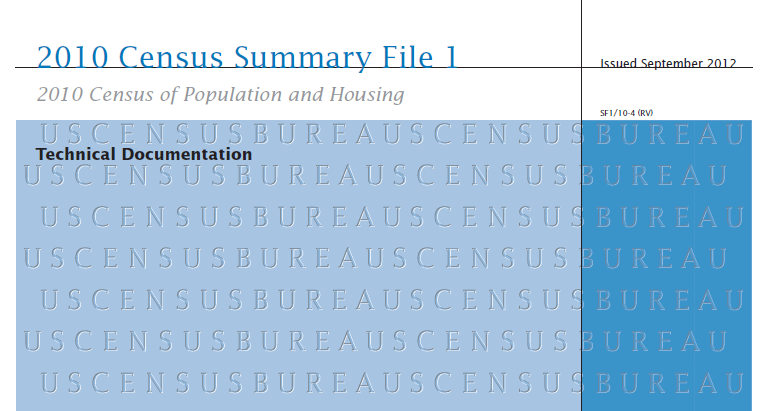 2010 Census Summary File 1
Issued September 2012
2010 Census of Population and Housing
SF1/10-4 (RV)
USCENSUSBUREAUSCENSUSBUREAU
Technical Documentation
USCENSUSBUREAUSCENSUSBUREAU
USCENSUSBUREAUSCENSUSBUREAU
USCENSUSBUREAUSCENSUSBUREAU
USCENSUSBUREAUSCENSUSBUREAU
USCENSUSBUREAUSCENSUSBUREAU
USCENSUSBUREAUSCENSUSBUREAU